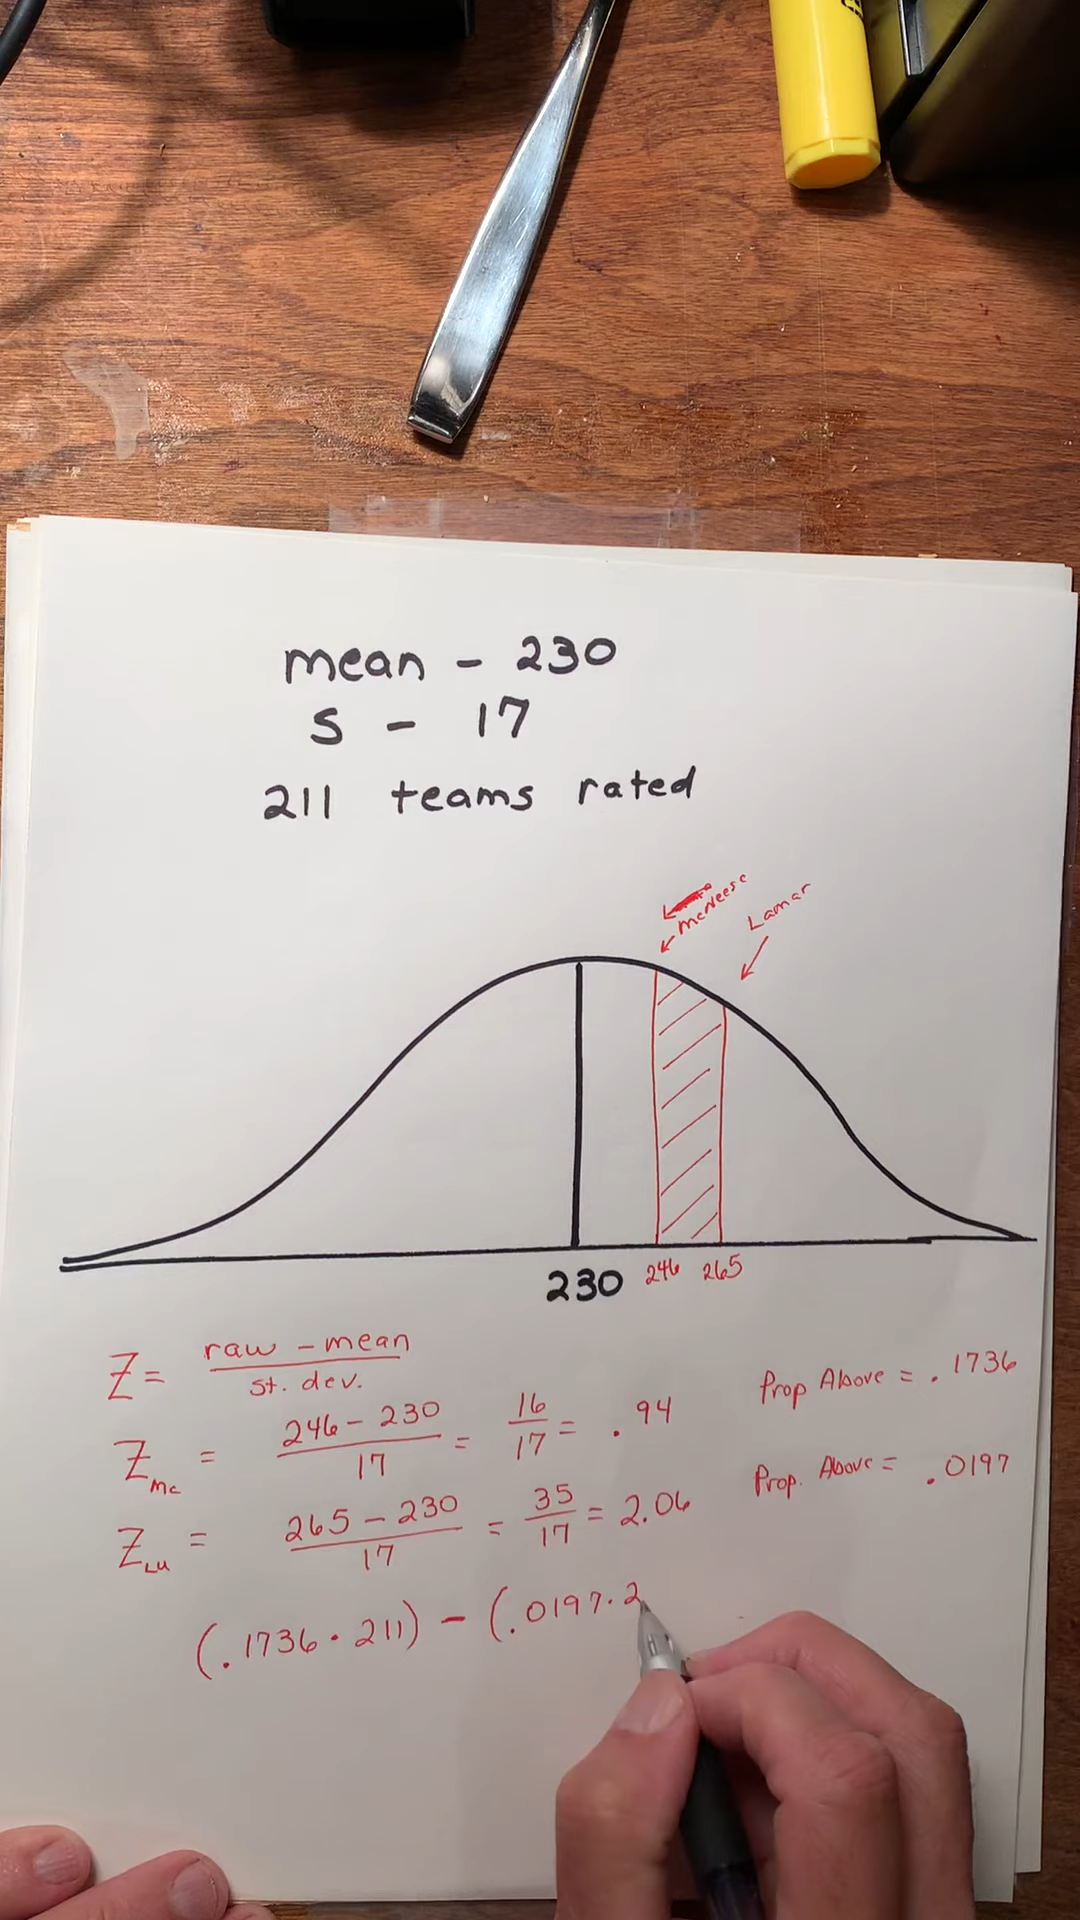 mean - 230
S - 17
211 teams rated
McNeese
Lamar
230 246 265
Z = raw - mean
st. dev.
Z Mc = 246 - 230 = 16 = .94 Prop Above = .1736
17 17
Z LU = 265 - 230 = 35 = 2.06 Prop. Above = .0197
17 17
(.1736 · 211) - (.0197 · 2